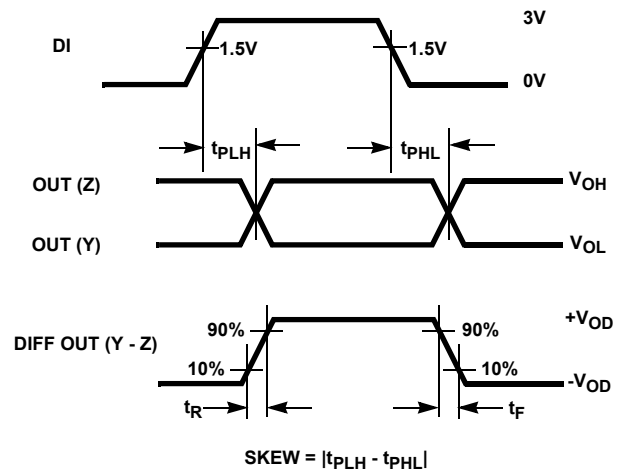 3V
DI
1.5V
1.5V
0V
tPLH
tPHL
OUT (Z)
VOH
OUT (Y)
VOL
+VOD
90%
90%
DIFF OUT (Y - Z)
10%
10%
-VOD
tR
tF
SKEW = |tPLH - tPHL|